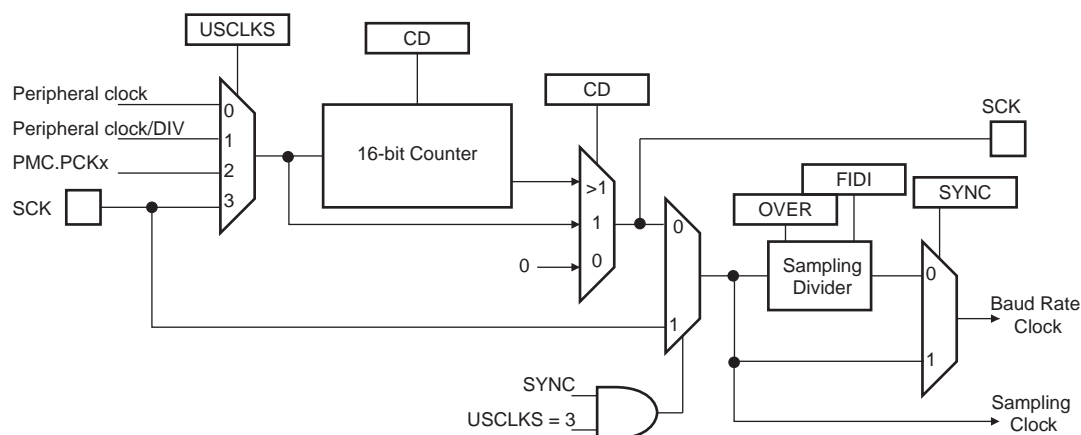 USCLKS
CD
CD
SCK
Peripheral clock
0
Peripheral clock/DIV
1
16-bit Counter
PMC.PCKx
2
SCK
3
>1
1
0
0
0
1
FIDI
OVER
SYNC
Sampling
Divider
0
1
Baud Rate
Clock
SYNC
USCLKS = 3
Sampling
Clock